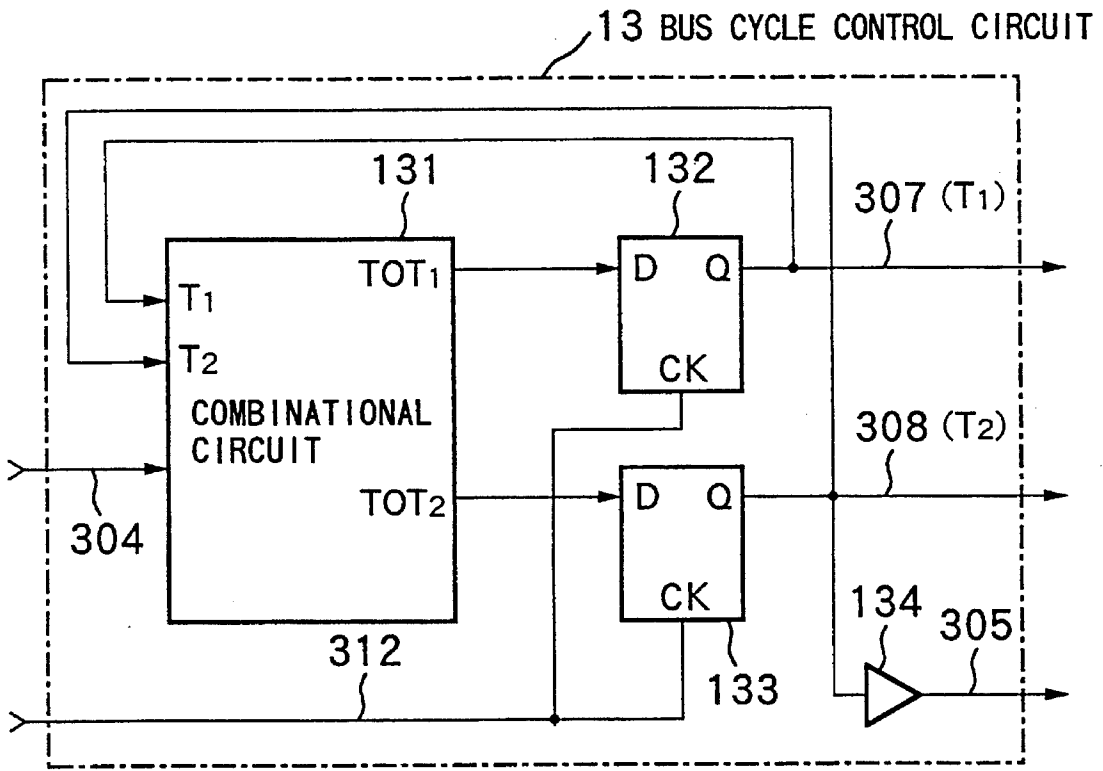 13 BUS CYCLE CONTROL CIRCUIT
131
132
307 (T1)
TOT1
D Q
T1
T2
CK
COMBINATIONAL
CIRCUIT
308 (T2)
304
TOT2
D Q
CK
134
305
312
133